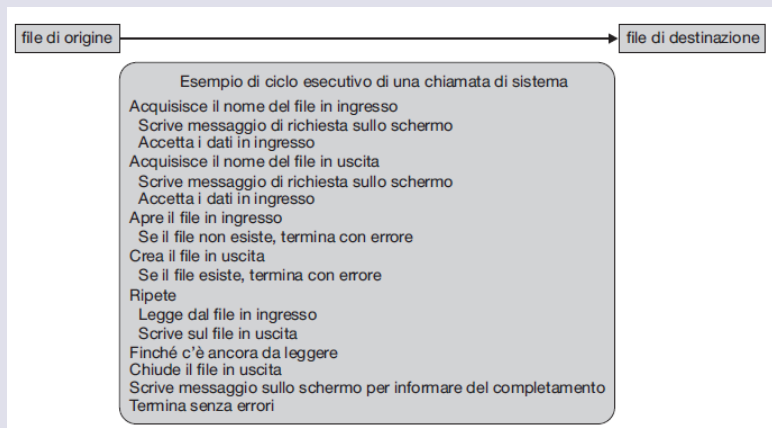 file di origine
file di destinazione
Esempio di ciclo esecutivo di una chiamata di sistema
Acquisisce il nome del file in ingresso
Scrive messaggio di richiesta sullo schermo
Accetta i dati in ingresso
Acquisisce il nome del file in uscita
Scrive messaggio di richiesta sullo schermo
Accetta i dati in ingresso
Apre il file in ingresso
Se il file non esiste, termina con errore
Crea il file in uscita
Se il file esiste, termina con errore
Ripete
Legge dal file in ingresso
Scrive sul file in uscita
Finché c'è ancora da leggere
Chiude il file in uscita
Scrive messaggio sullo schermo per informare del completamento
Termina senza errori